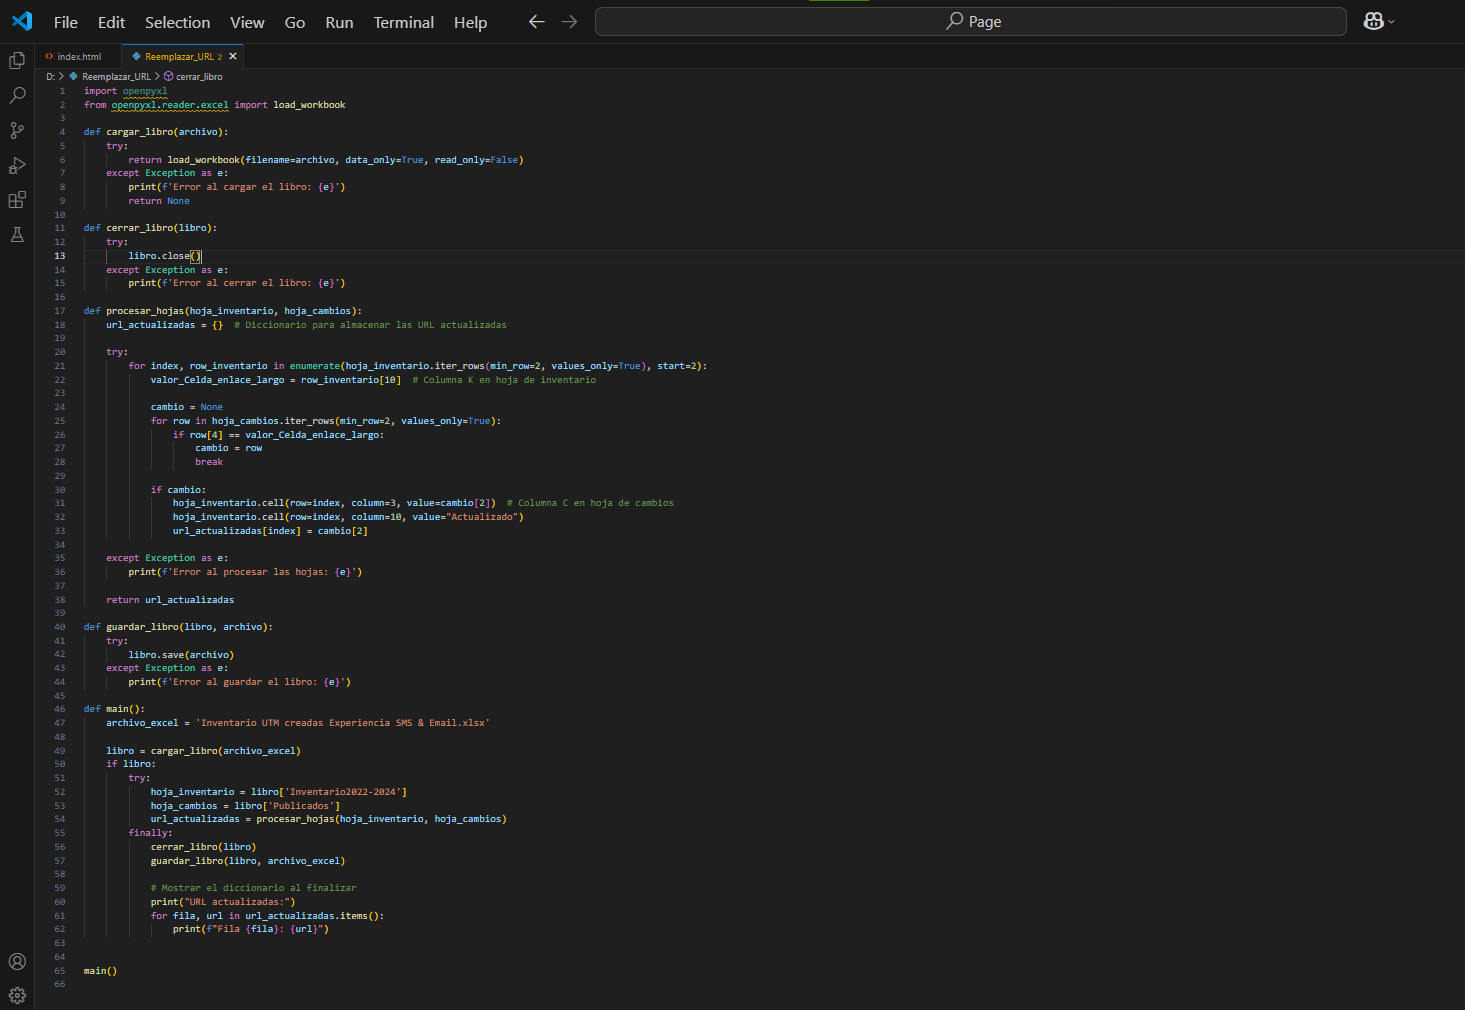 File Edit Selection View Go Run Terminal Help
Page
index.html
Reemplazar_URL 2
D: > Reemplazar_URL > cerrar_libro
1 import openpyxl
2 from openpyxl.reader.excel import load_workbook
3
4 def cargar_libro(archivo):
5 try:
6 return load_workbook(filename=archivo, data_only=True, read_only=False)
7 except Exception as e:
8 print(f'Error al cargar el libro: {e}')
9 return None
10
11 def cerrar_libro(libro):
12 try:
13 libro.close()
14 except Exception as e:
15 print(f'Error al cerrar el libro: {e}')
16
17 def procesar_hojas(hoja_inventario, hoja_cambios):
18 url_actualizadas = {} # Diccionario para almacenar las URL actualizadas
19
20 try:
21 for index, row_inventario in enumerate(hoja_inventario.iter_rows(min_row=2, values_only=True), start=2):
22 valor_Celda_enlace_largo = row_inventario[10] # Columna K en hoja de inventario
23
24 cambio = None
25 for row in hoja_cambios.iter_rows(min_row=2, values_only=True):
26 if row[4] == valor_Celda_enlace_largo:
27 cambio = row
28 break
29
30 if cambio:
31 hoja_inventario.cell(row=index, column=3, value=cambio[2]) # Columna C en hoja de cambios
32 hoja_inventario.cell(row=index, column=10, value="Actualizado")
33 url_actualizadas[index] = cambio[2]
34
35 except Exception as e:
36 print(f'Error al procesar las hojas: {e}')
37
38 return url_actualizadas
39
40 def guardar_libro(libro, archivo):
41 try:
42 libro.save(archivo)
43 except Exception as e:
44 print(f'Error al guardar el libro: {e}')
45
46 def main():
47 archivo_excel = 'Inventario UTM creadas Experiencia SMS & Email.xlsx'
48
49 libro = cargar_libro(archivo_excel)
50 if libro:
51 try:
52 hoja_inventario = libro['Inventario2022-2024']
53 hoja_cambios = libro['Publicados']
54 url_actualizadas = procesar_hojas(hoja_inventario, hoja_cambios)
55 finally:
56 cerrar_libro(libro)
57 guardar_libro(libro, archivo_excel)
58
59 # Mostrar el diccionario al finalizar
60 print("URL actualizadas:")
61 for fila, url in url_actualizadas.items():
62 print(f"Fila {fila}: {url}")
63
64
65 main()
66